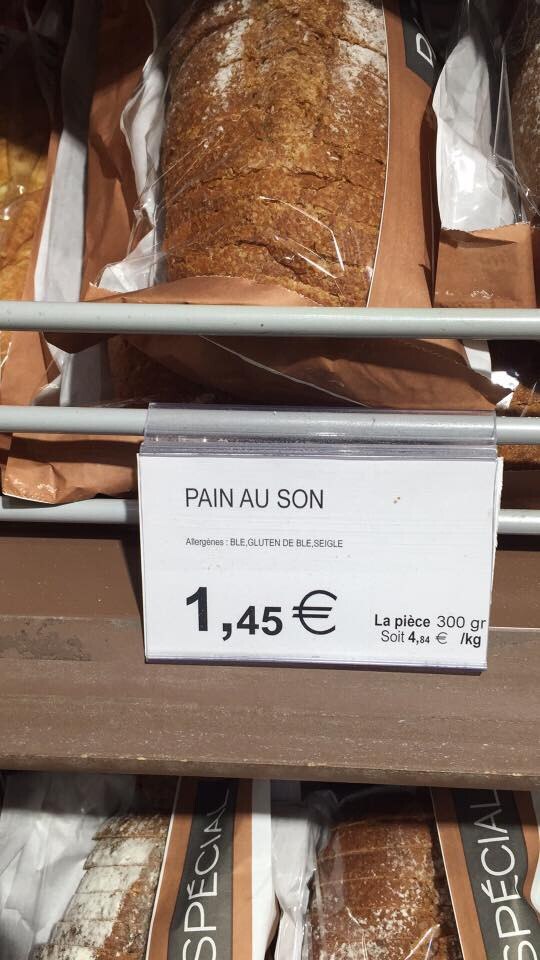 D
PAIN AU SON
Allergènes : BLE,GLUTEN DE BLE,SEIGLE
1,45 €
La pièce 300 gr
Soit 4,84 € /kg
SPÉCIAL
SPÉCIAL